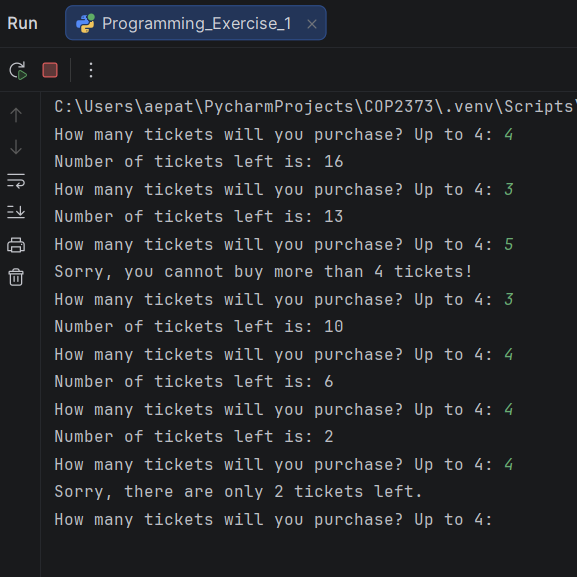 Run Programming_Exercise_1
C:\Users\aepat\PycharmProjects\COP2373\.venv\Scripts\
How many tickets will you purchase? Up to 4: 4
Number of tickets left is: 16
How many tickets will you purchase? Up to 4: 3
Number of tickets left is: 13
How many tickets will you purchase? Up to 4: 5
Sorry, you cannot buy more than 4 tickets!
How many tickets will you purchase? Up to 4: 3
Number of tickets left is: 10
How many tickets will you purchase? Up to 4: 4
Number of tickets left is: 6
How many tickets will you purchase? Up to 4: 4
Number of tickets left is: 2
How many tickets will you purchase? Up to 4: 4
Sorry, there are only 2 tickets left.
How many tickets will you purchase? Up to 4: